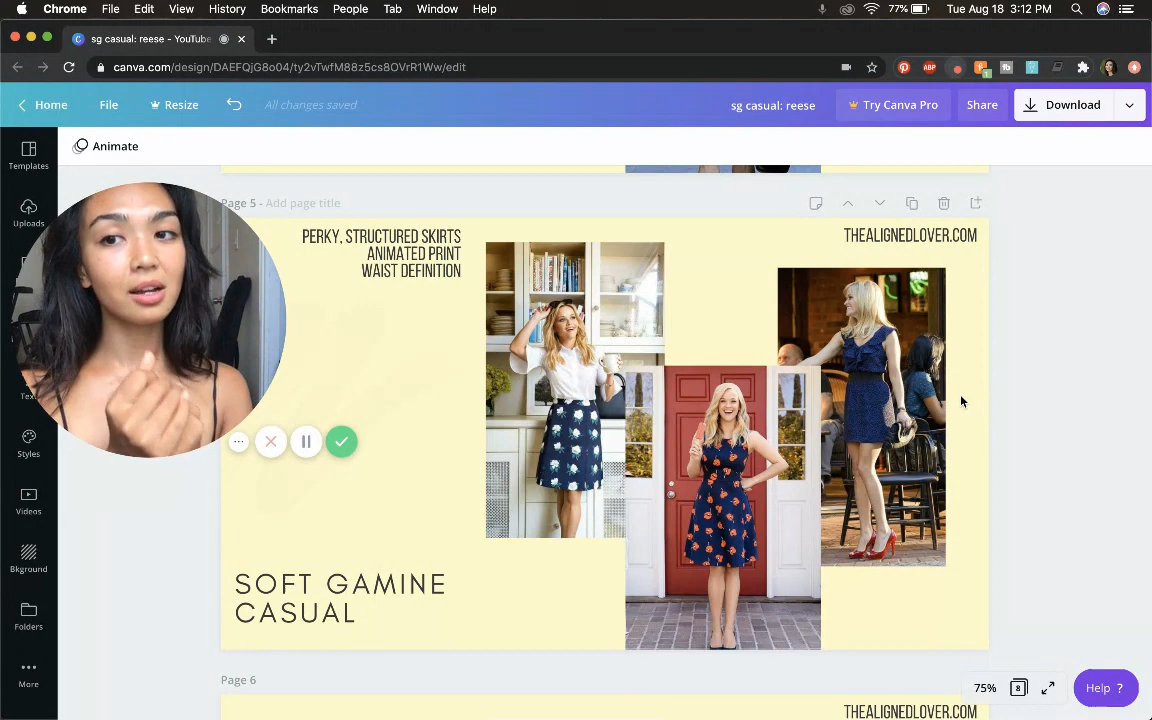 Chrome File Edit View History Bookmarks People Tab Window Help 77% Tue Aug 18 3:12 PM
sg casual: reese - YouTube
canva.com/design/DAEFQjG8o04/ty2vTwfM88z5cs8OVrR1Ww/edit
ABP
1
Home File Resize All changes saved sg casual: reese Try Canva Pro Share Download
Templates
Animate
Uploads
Page 5 - Add page title
PERKY, STRUCTURED SKIRTS
ANIMATED PRINT
WAIST DEFINITION
THEALIGNEDLOVER.COM
Styles
Videos
Bkground
Folders
More
SOFT GAMINE
CASUAL
Page 6
THEALIGNEDLOVER.COM
75% 8 Help ?